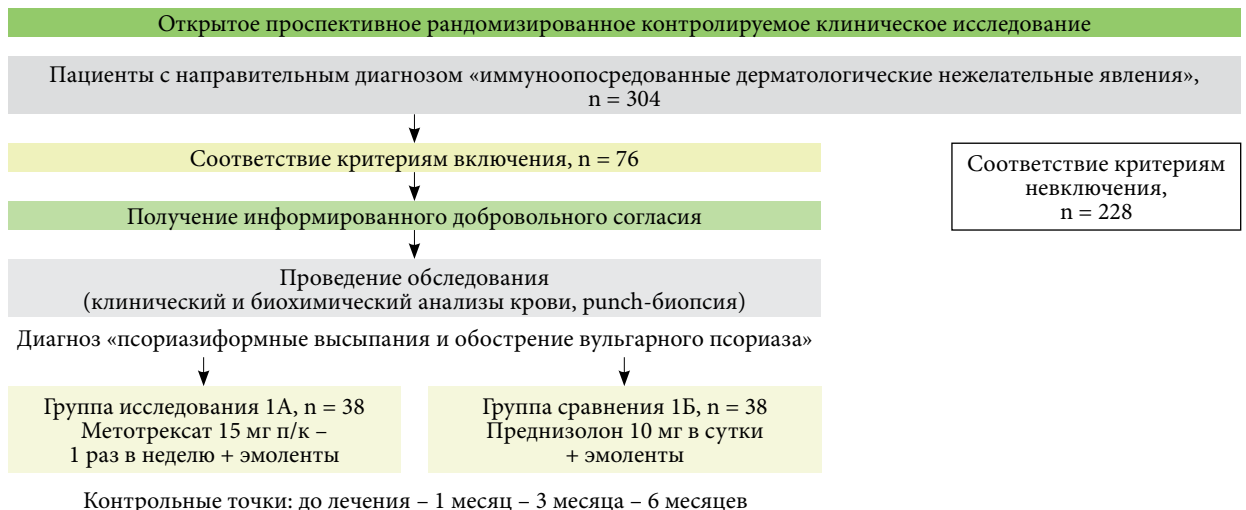 Открытое проспективное рандомизированное контролируемое клиническое исследование
Пациенты с направительным диагнозом «иммуноопосредованные дерматологические нежелательные явления»,
n = 304
Соответствие критериям включения, n = 76
Соответствие критериям
невключения,
n = 228
Получение информированного добровольного согласия
Проведение обследования
(клинический и биохимический анализы крови, punch-биопсия)
Диагноз «псориазиформные высыпания и обострение вульгарного псориаза»
Группа исследования 1А, n = 38
Метотрексат 15 мг п/к –
1 раз в неделю + эмоленты
Группа сравнения 1Б, n = 38
Преднизолон 10 мг в сутки
+ эмоленты
Контрольные точки: до лечения – 1 месяц – 3 месяца – 6 месяцев